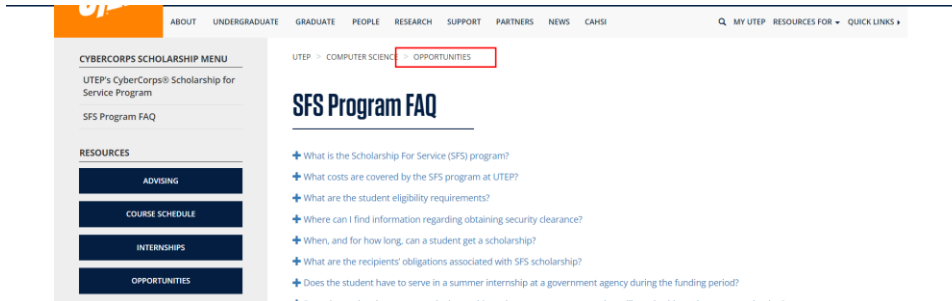 ABOUT UNDERGRADUATE GRADUATE PEOPLE RESEARCH SUPPORT PARTNERS NEWS CAHSI MY UTEP RESOURCES FOR QUICK LINKS
CYBERCORPS SCHOLARSHIP MENU
UTEP's CyberCorps® Scholarship for
Service Program
SFS Program FAQ
RESOURCES
ADVISING
COURSE SCHEDULE
INTERNSHIPS
OPPORTUNITIES
UTEP > COMPUTER SCIENCE > OPPORTUNITIES
SFS Program FAQ
What is the Scholarship For Service (SFS) program?
What costs are covered by the SFS program at UTEP?
What are the student eligibility requirements?
Where can I find information regarding obtaining security clearance?
When, and for how long, can a student get a scholarship?
What are the recipients' obligations associated with SFS scholarship?
Does the student have to serve in a summer internship at a government agency during the funding period?